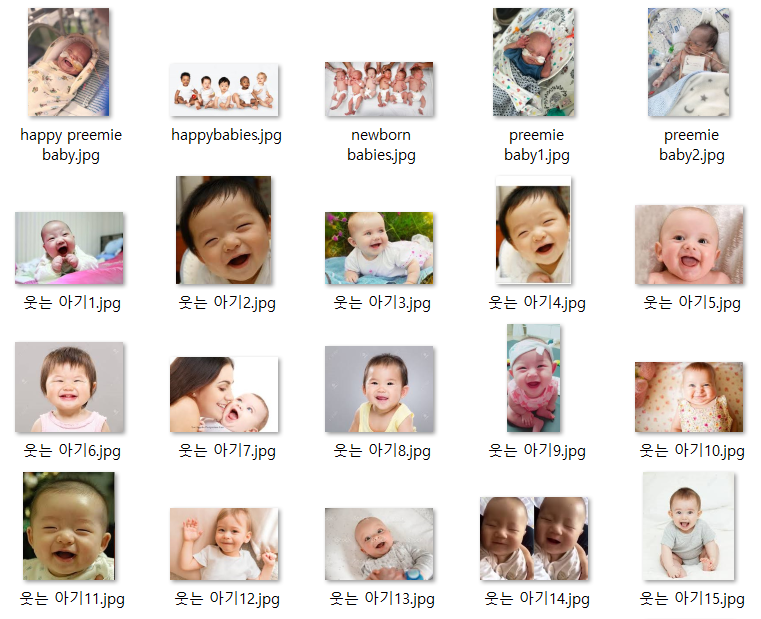 happy preemie
baby.jpg
happybabies.jpg
newborn
babies.jpg
preemie
baby1.jpg
preemie
baby2.jpg
웃는 아기1.jpg
웃는 아기2.jpg
웃는 아기3.jpg
웃는 아기4.jpg
웃는 아기5.jpg
웃는 아기6.jpg
웃는 아기7.jpg
웃는 아기8.jpg
웃는 아기9.jpg
웃는 아기10.jpg
웃는 아기11.jpg
웃는 아기12.jpg
웃는 아기13.jpg
웃는 아기14.jpg
웃는 아기15.jpg